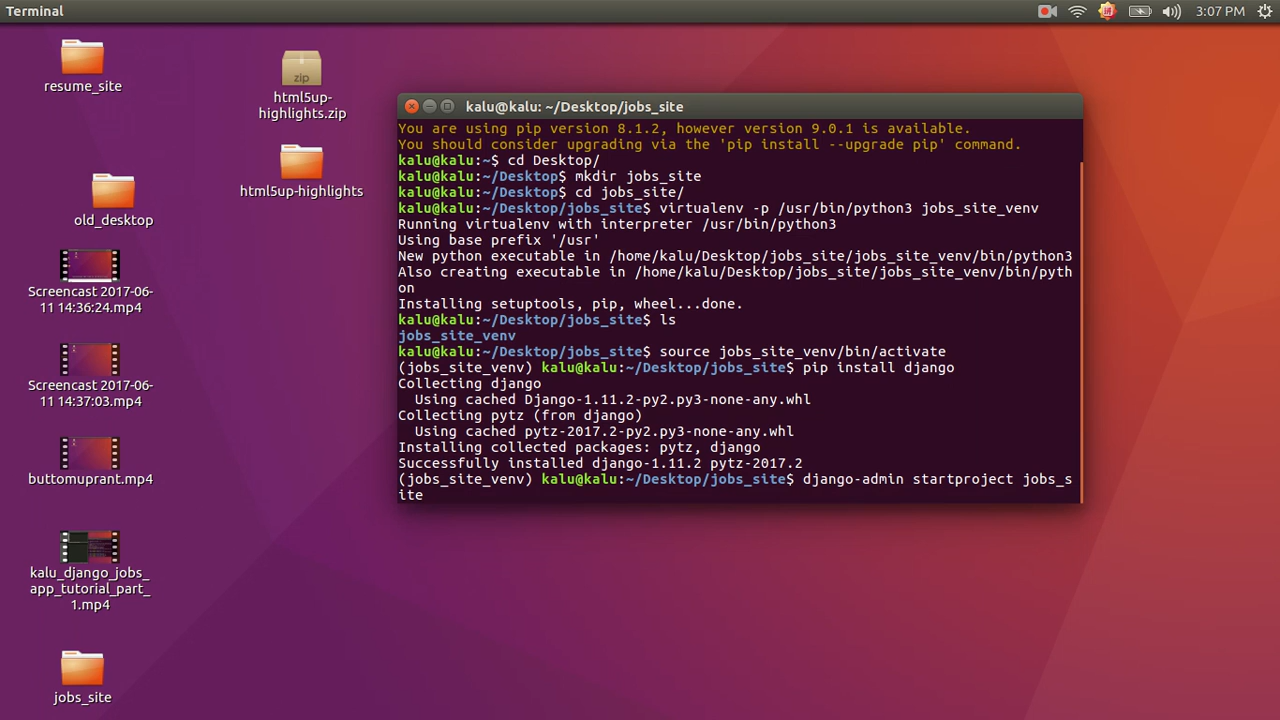 Terminal
3:07 PM
resume_site
zip
html5up-
highlights.zip
html5up-highlights
old_desktop
Screencast 2017-06-
11 14:36:24.mp4
Screencast 2017-06-
11 14:37:03.mp4
buttomuprant.mp4
kalu_django_jobs_
app_tutorial_part_
1.mp4
jobs_site
kalu@kalu: ~/Desktop/jobs_site
You are using pip version 8.1.2, however version 9.0.1 is available.
You should consider upgrading via the 'pip install --upgrade pip' command.
kalu@kalu:~$ cd Desktop/
kalu@kalu:~/Desktop$ mkdir jobs_site
kalu@kalu:~/Desktop$ cd jobs_site/
kalu@kalu:~/Desktop/jobs_site$ virtualenv -p /usr/bin/python3 jobs_site_venv
Running virtualenv with interpreter /usr/bin/python3
Using base prefix '/usr'
New python executable in /home/kalu/Desktop/jobs_site/jobs_site_venv/bin/python3
Also creating executable in /home/kalu/Desktop/jobs_site/jobs_site_venv/bin/pyth
on
Installing setuptools, pip, wheel...done.
kalu@kalu:~/Desktop/jobs_site$ ls
jobs_site_venv
kalu@kalu:~/Desktop/jobs_site$ source jobs_site_venv/bin/activate
(jobs_site_venv) kalu@kalu:~/Desktop/jobs_site$ pip install django
Collecting django
  Using cached Django-1.11.2-py2.py3-none-any.whl
Collecting pytz (from django)
  Using cached pytz-2017.2-py2.py3-none-any.whl
Installing collected packages: pytz, django
Successfully installed django-1.11.2 pytz-2017.2
(jobs_site_venv) kalu@kalu:~/Desktop/jobs_site$ django-admin startproject jobs_s
ite